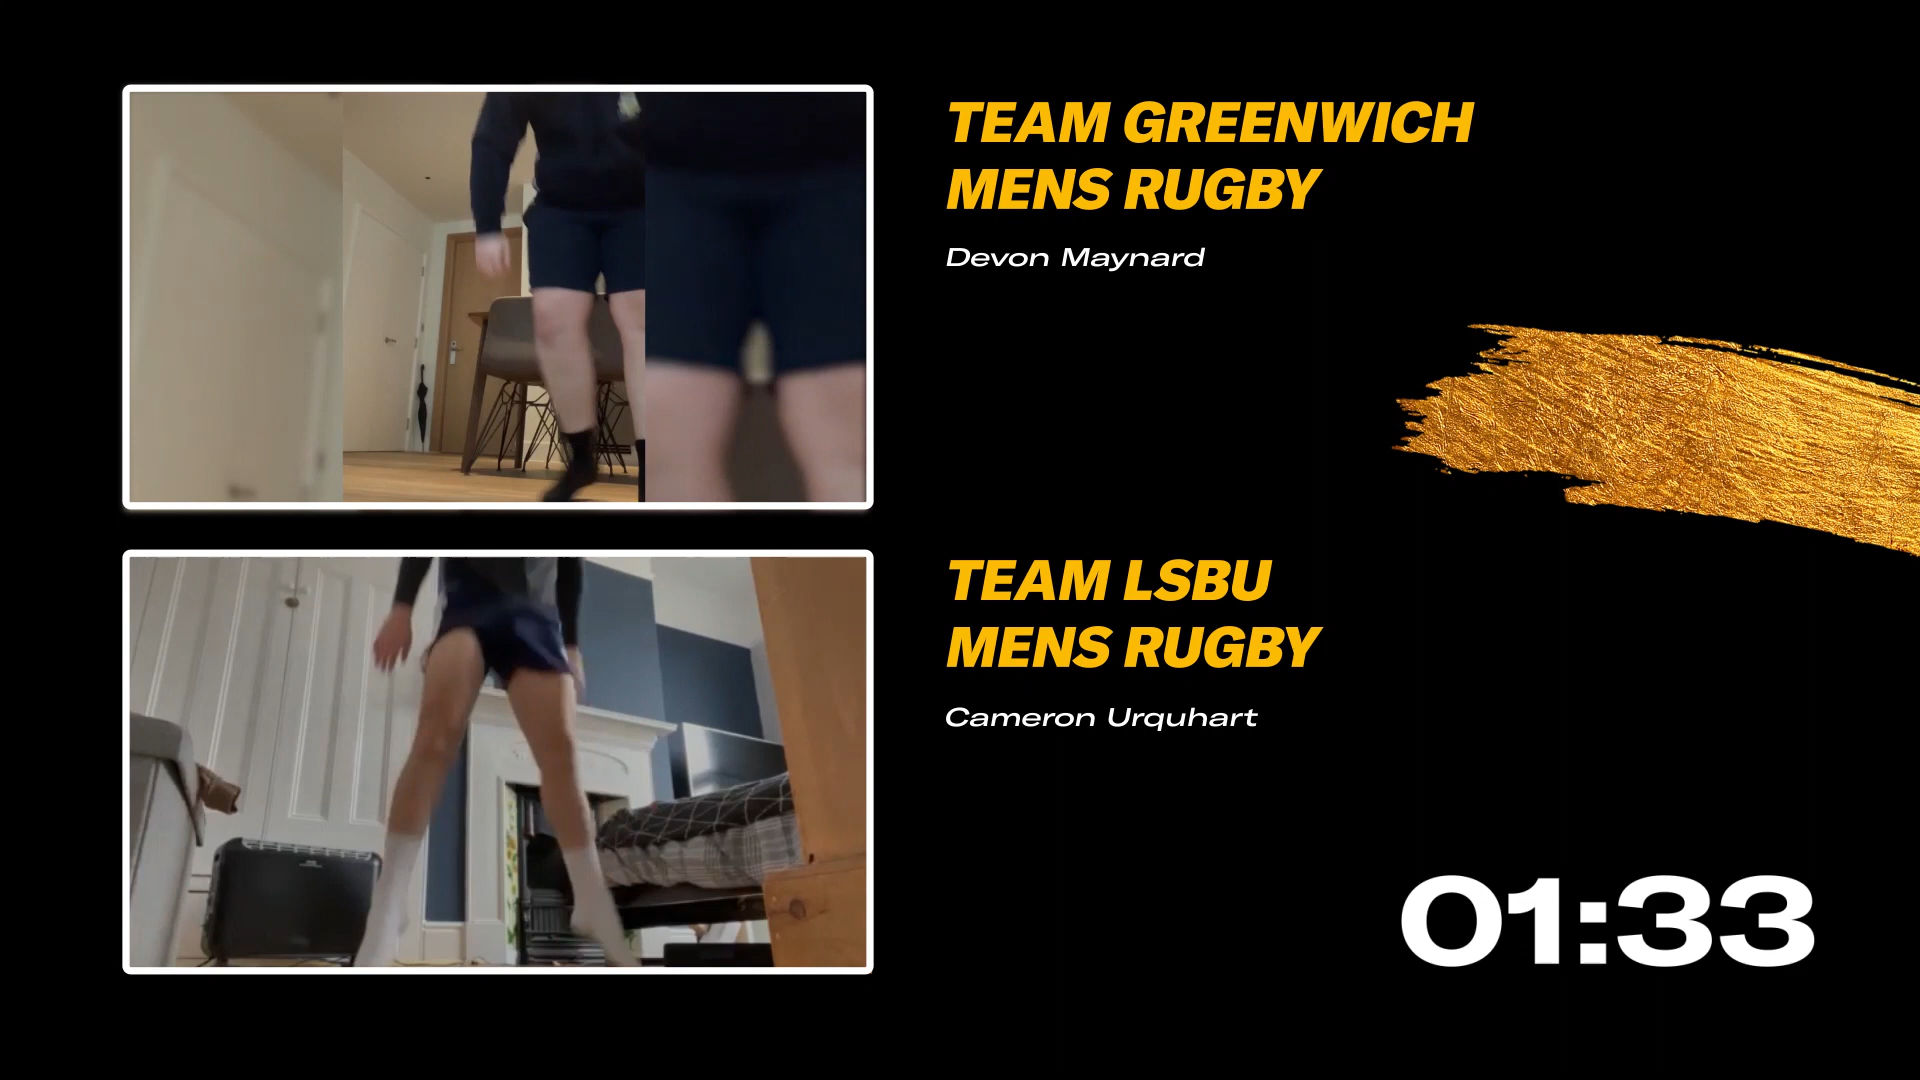 TEAM GREENWICH
MENS RUGBY
Devon Maynard
TEAM LSBU
MENS RUGBY
Cameron Urquhart
01:33